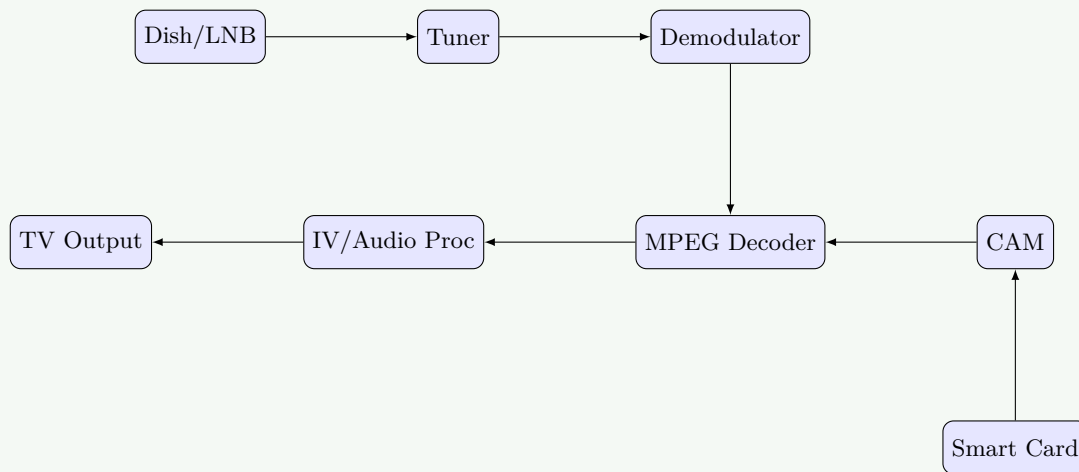 Dish/LNB
Tuner
Demodulator
TV Output
IV/Audio Proc
MPEG Decoder
CAM
Smart Card